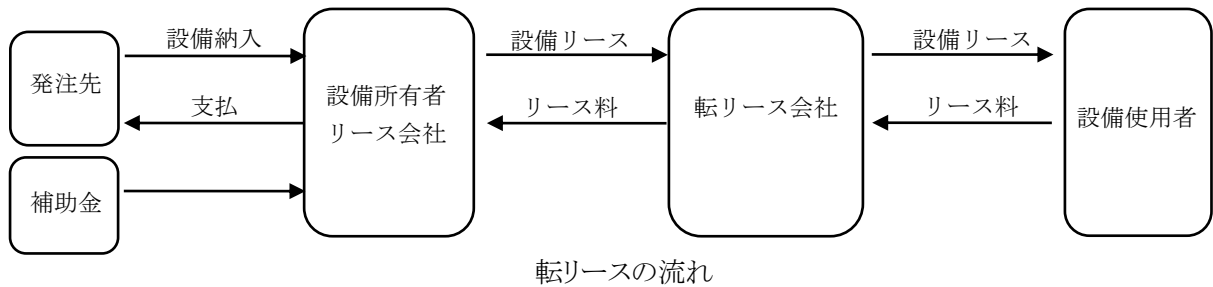 発注先
補助金
設備納入
支払
設備所有者
リース会社
設備リース
リース料
転リース会社
設備リース
リース料
設備使用者
転リースの流れ